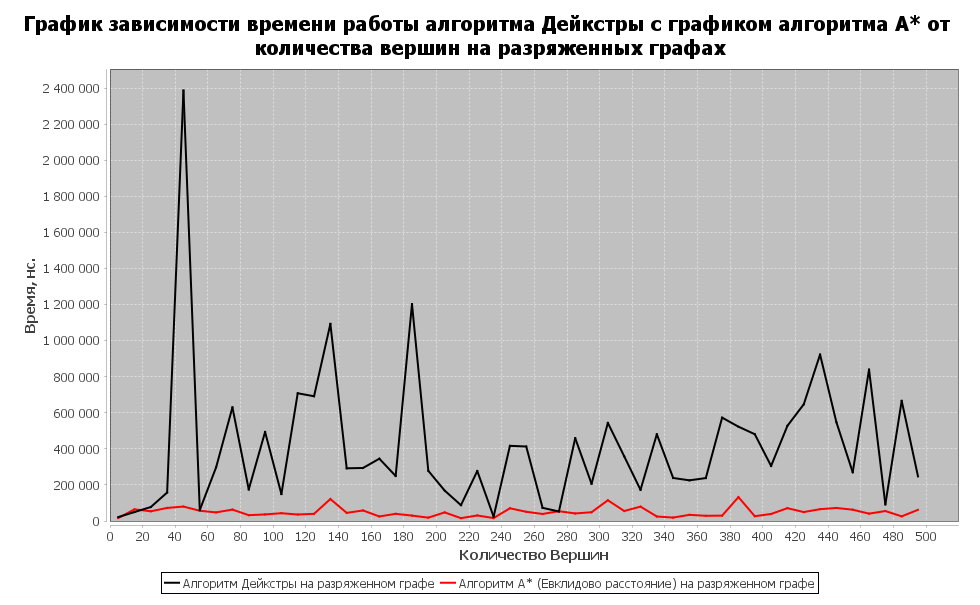 График зависимости времени работы алгоритма Дейкстры с графиком алгоритма А* от
количества вершин на разряженных графах
Время, нс.
2 400 000
2 200 000
2 000 000
1 800 000
1 600 000
1 400 000
1 200 000
1 000 000
800 000
600 000
400 000
200 000
0
0 20 40 60 80 100 120 140 160 180 200 220 240 260 280 300 320 340 360 380 400 420 440 460 480 500
Количество Вершин
Алгоритм Дейкстры на разряженном графе Алгоритм А* (Евклидово расстояние) на разряженном графе